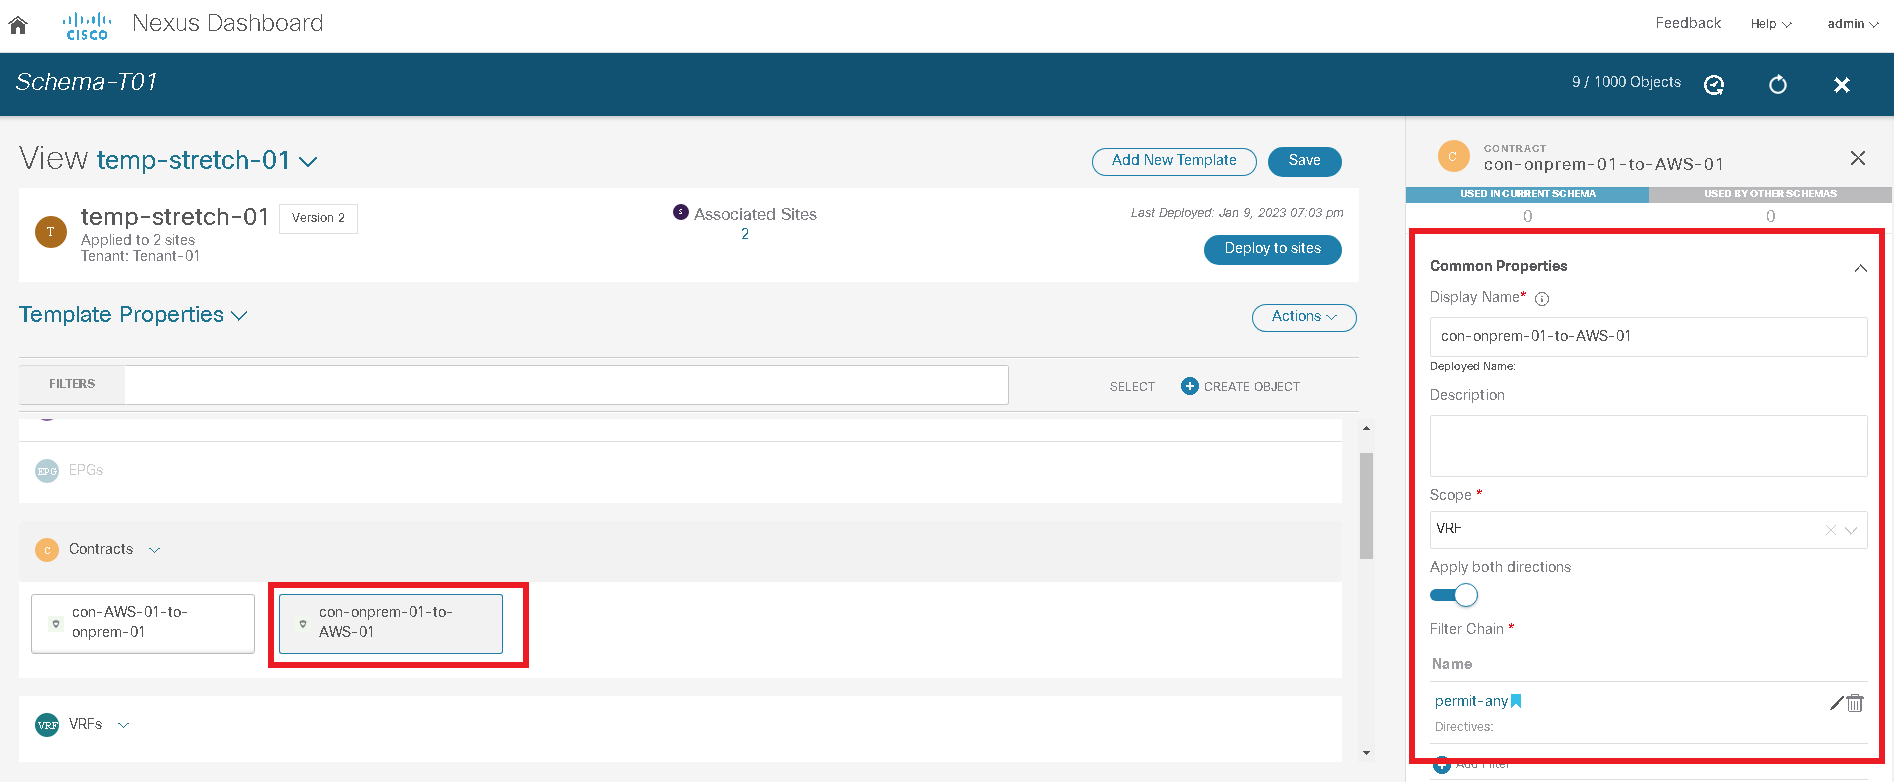 CISCO Nexus Dashboard Feedback Help admin
Schema-T01 9 / 1000 Objects
View temp-stretch-01 Add New Template Save
T temp-stretch-01 Version 2
Applied to 2 sites
Tenant: Tenant-01
S Associated Sites
2
Last Deployed: Jan 9, 2023 07:03 pm
Deploy to sites
Template Properties Actions
FILTERS SELECT CREATE OBJECT
EPG EPGs
C Contracts
con-AWS-01-to-
onprem-01
con-onprem-01-to-
AWS-01
VRF VRFs
C CONTRACT
con-onprem-01-to-AWS-01
USED IN CURRENT SCHEMA USED BY OTHER SCHEMAS
0 0
Common Properties
Display Name*
con-onprem-01-to-AWS-01
Deployed Name:
Description
Scope *
VRF
Apply both directions
Filter Chain *
Name
permit-any
Directives:
Add Filter